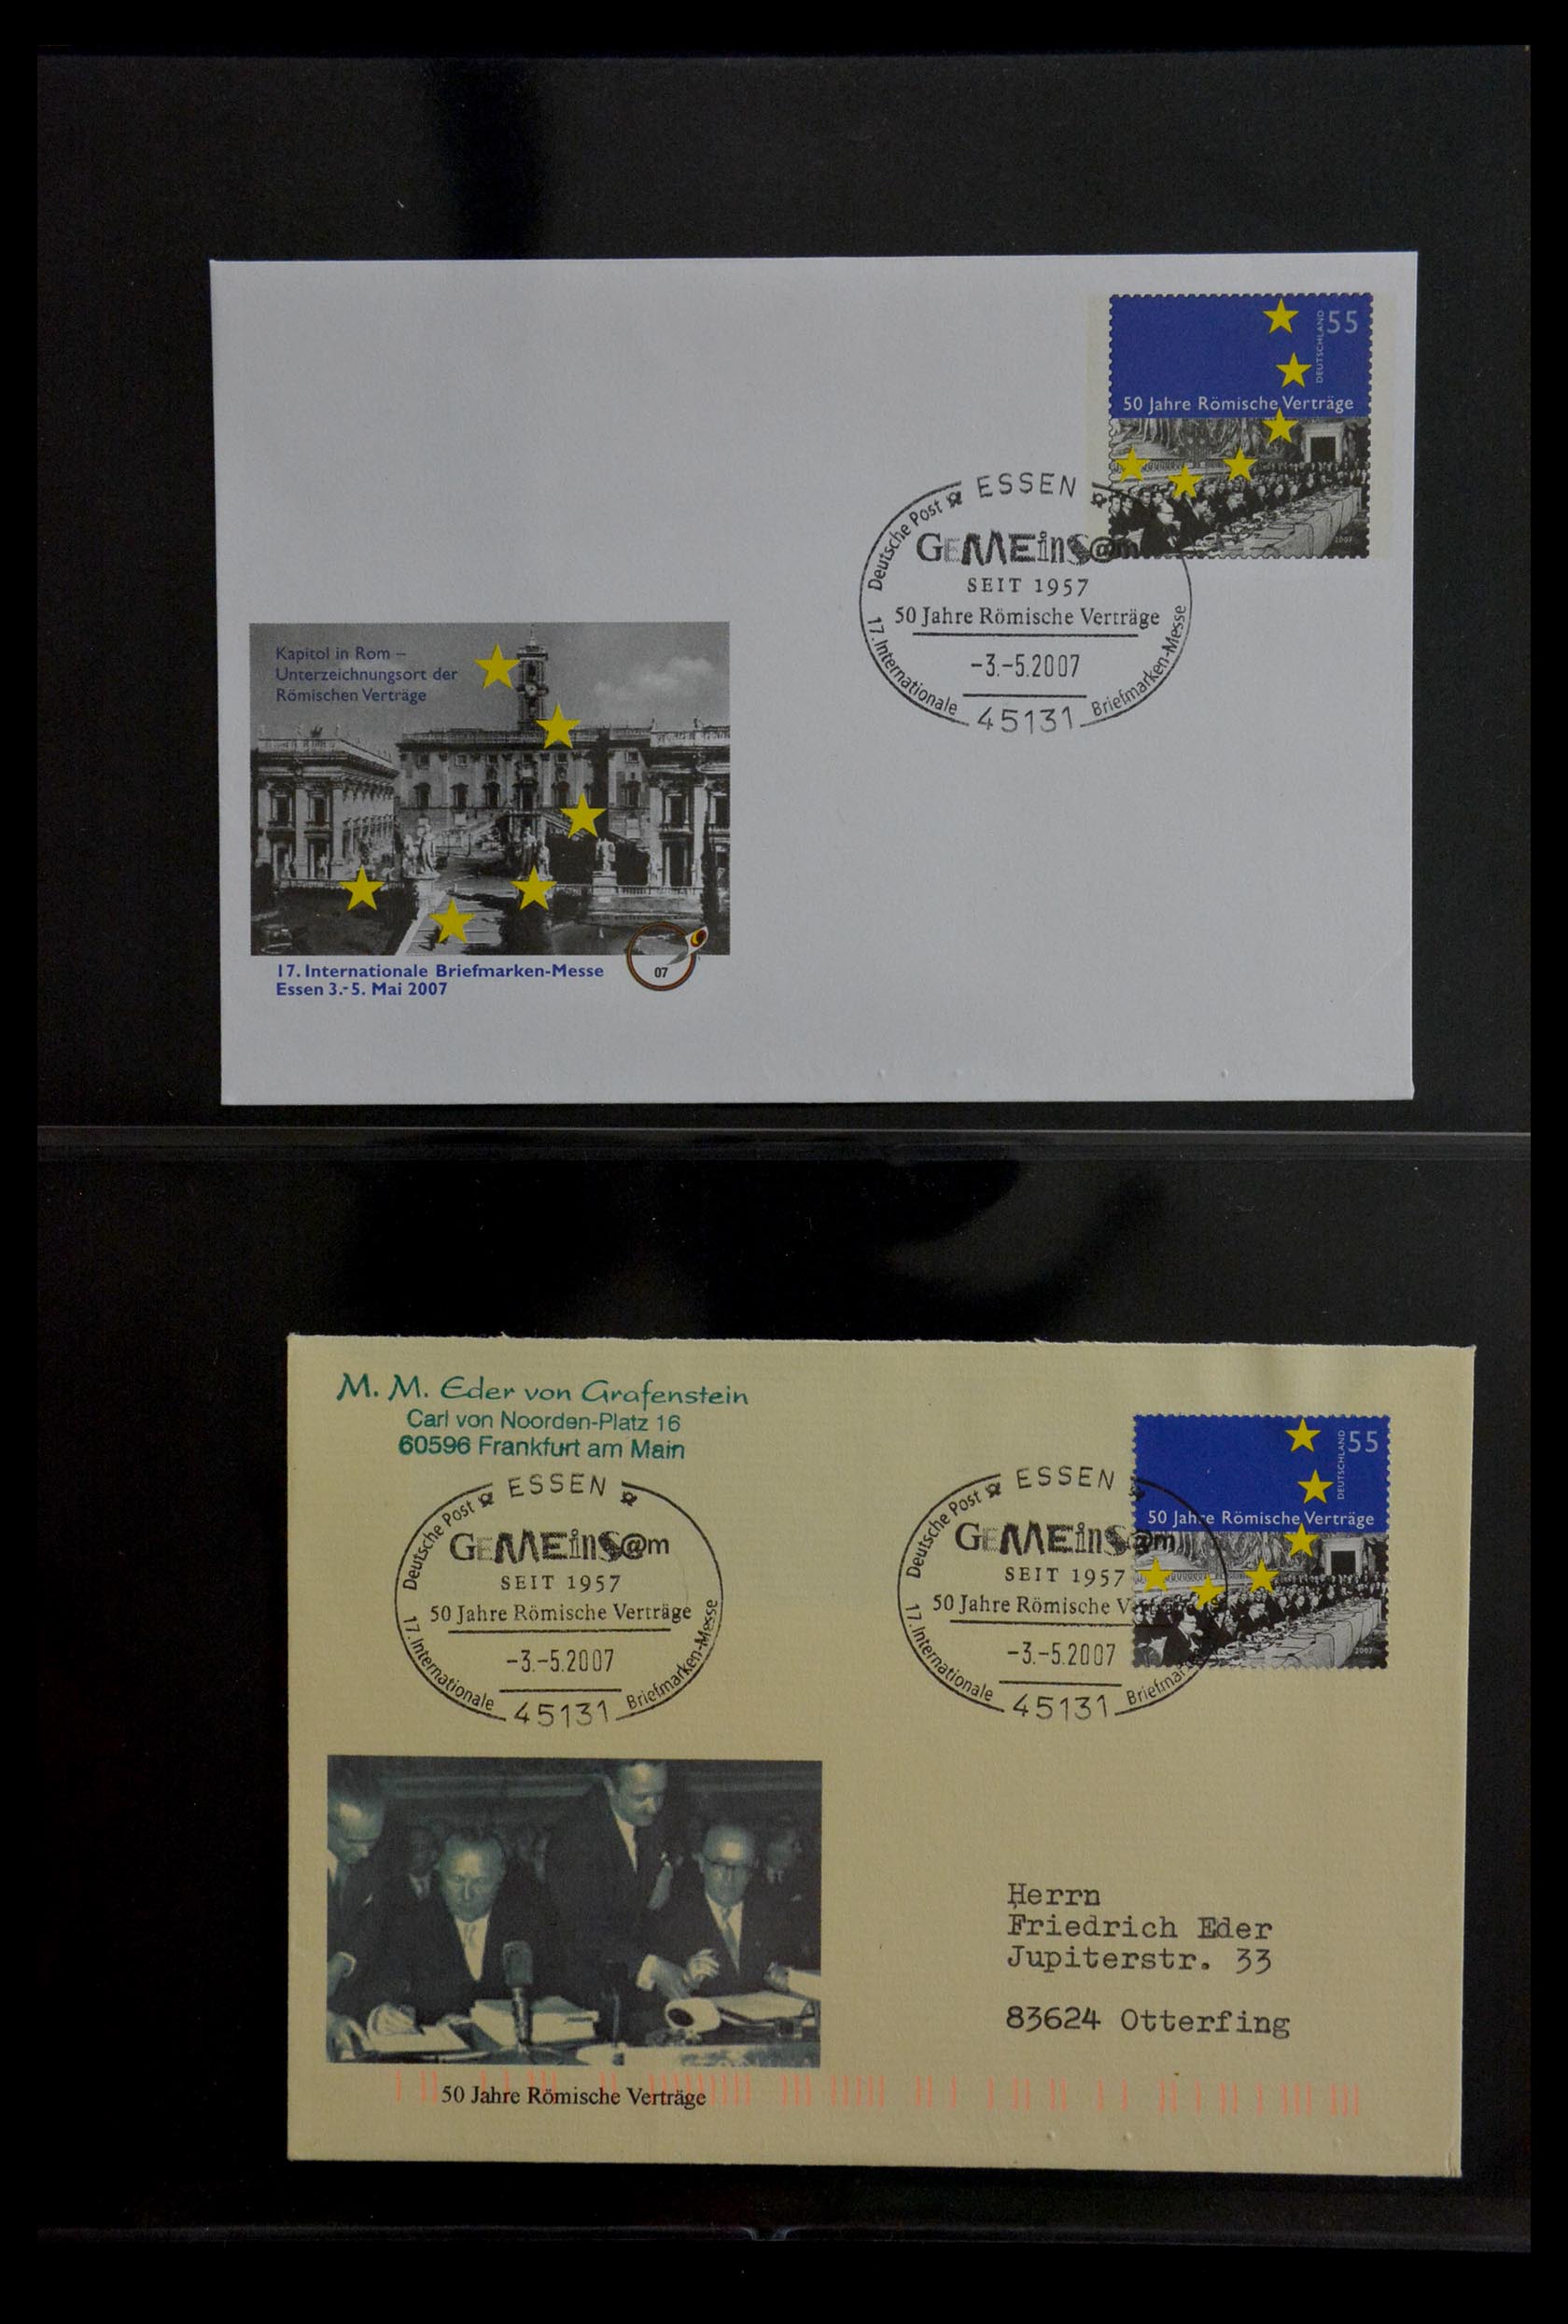 55
DEUTSCHLAND
50 Jahre Römische Verträge
2007
Deutsche Post ESSEN
GEMEINS@m
SEIT 1957
50 Jahre Römische Verträge
-3.-5.2007
17. Internationale Briefmarken-Messe
45131
Kapitol in Rom –
Unterzeichnungsort der
Römischen Verträge
07
17. Internationale Briefmarken-Messe
Essen 3.-5. Mai 2007
M. M. Eder von Grafenstein
Carl von Noorden-Platz 16
60596 Frankfurt am Main
Deutsche Post ESSEN
GEMEINS@m
SEIT 1957
50 Jahre Römische Verträge
-3.-5.2007
17. Internationale Briefmarken-Messe
45131
Deutsche Post ESSEN
GEMEINS@m
SEIT 1957
50 Jahre Römische
-3.-5.2007
17. Internationale
45131
55
DEUTSCHLAND
50 Jahre Römische Verträge
2007
Herrn
Friedrich Eder
Jupiterstr. 33
83624 Otterfing
50 Jahre Römische Verträge